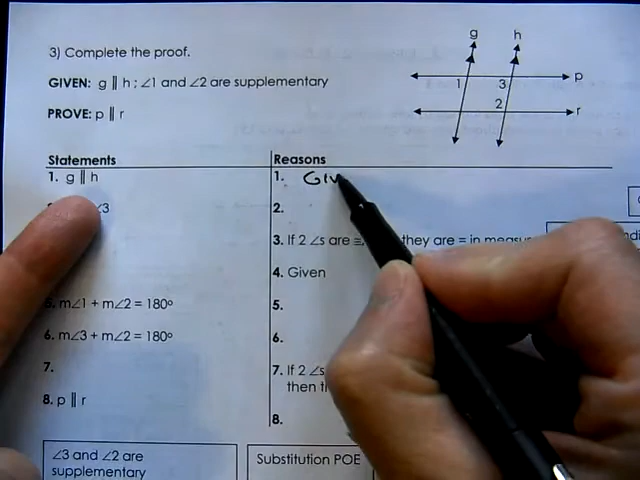 3) Complete the proof.
GIVEN: g ∥ h ; ∠1 and ∠2 are supplementary
PROVE: p ∥ r
g h
p
1 3
2
r
Statements Reasons
1. g ∥ h 1. Giv
∠3 2.
3. If 2 ∠s are ≅ they are = in
4. Given
5. m∠1 + m∠2 = 180° 5.
6. m∠3 + m∠2 = 180° 6.
7. 7. If 2 ∠s
then
8. p ∥ r 8.
∠3 and ∠2 are
supplementary
Substitution POE